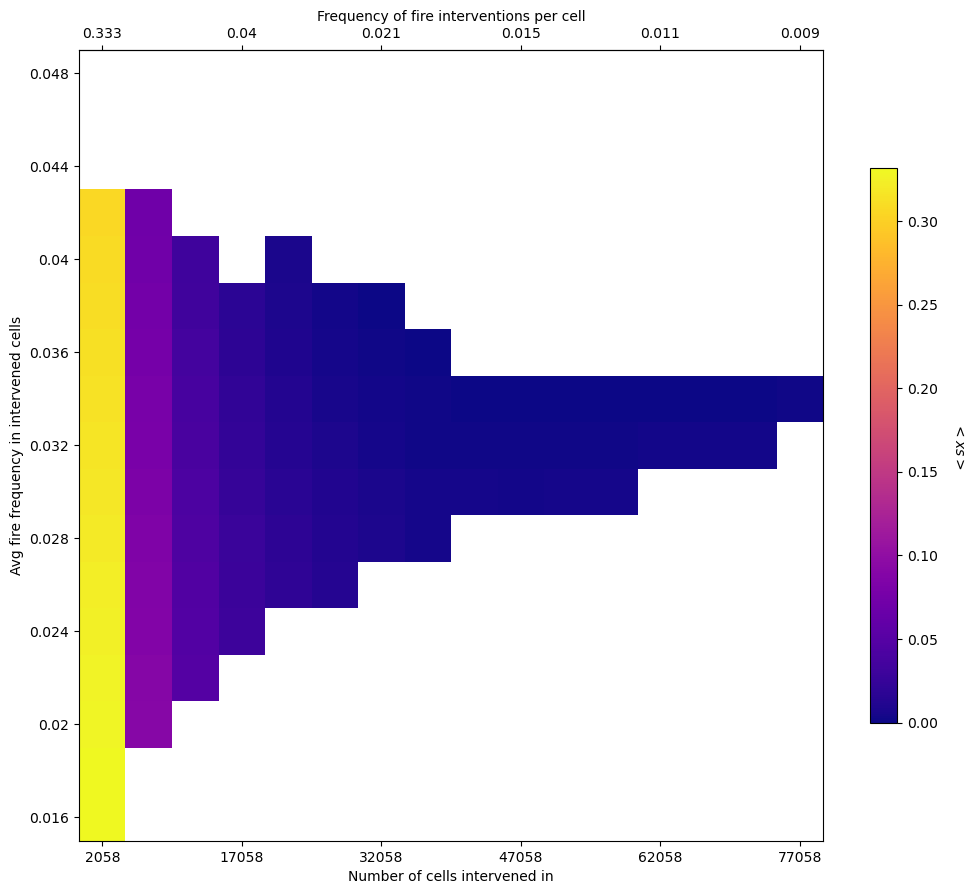 Frequency of fire interventions per cell
0.333 0.04 0.021 0.015 0.011 0.009
Avg fire frequency in intervened cells
0.048
0.044
0.04
0.036
0.032
0.028
0.024
0.02
0.016
2058 17058 32058 47058 62058 77058
Number of cells intervened in
0.30
0.25
0.20
0.15
0.10
0.05
0.00
< sx >